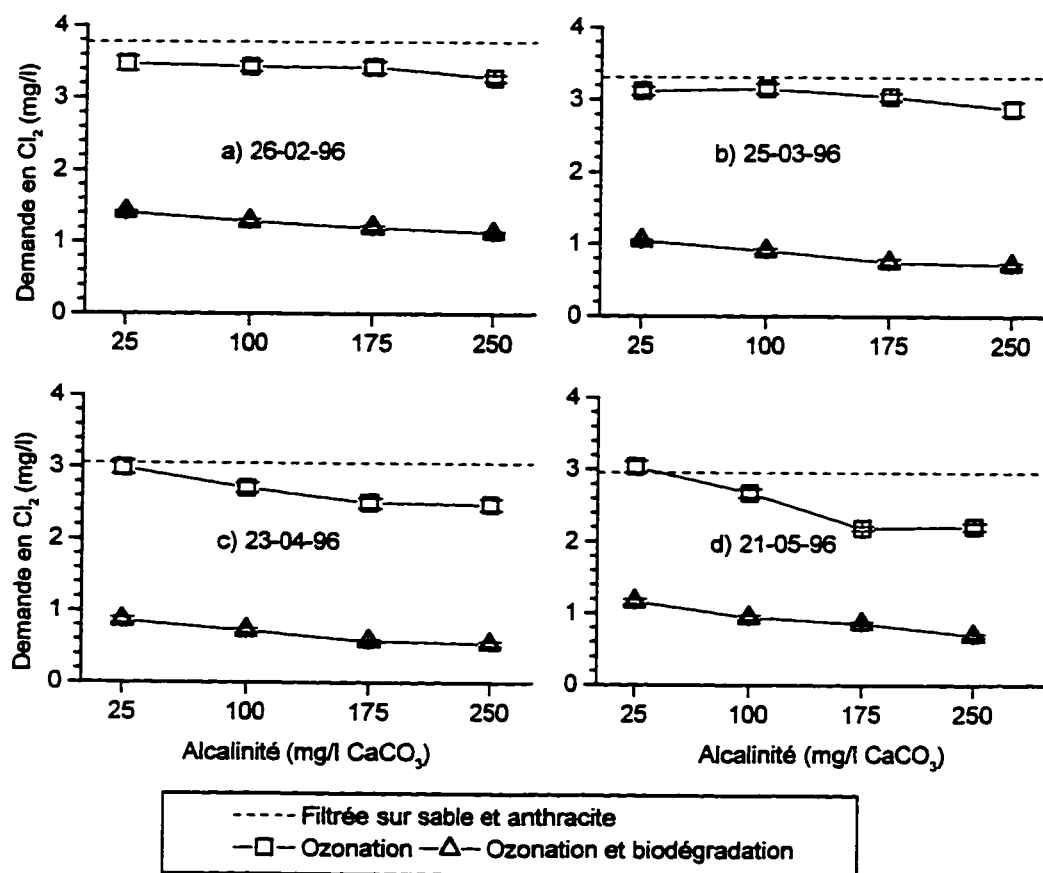 Demande en Cl₂ (mg/l)
4
3
2
1
0
a) 26-02-96
25 100 175 250
4
3
2
1
0
b) 25-03-96
25 100 175 250
Demande en Cl₂ (mg/l)
4
3
2
1
0
c) 23-04-96
25 100 175 250
Alcalinité (mg/l CaCO₃)
4
3
2
1
0
d) 21-05-96
25 100 175 250
Alcalinité (mg/l CaCO₃)
Filtrée sur sable et anthracite
Ozonation Ozonation et biodégradation